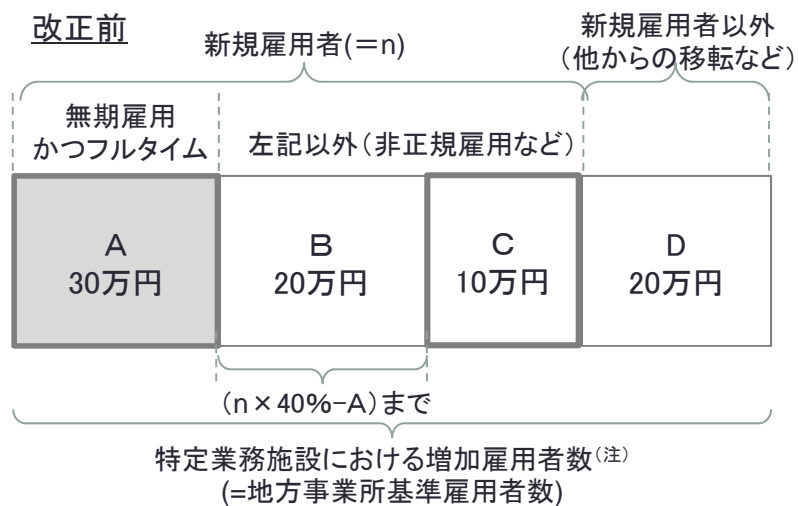 改正前
新規雇用者(＝n)
新規雇用者以外
（他からの移転など）
無期雇用
かつフルタイム
左記以外（非正規雇用など）
A
30万円
B
20万円
C
10万円
D
20万円
（n×40%-A）まで
特定業務施設における増加雇用者数（注）
(=地方事業所基準雇用者数)